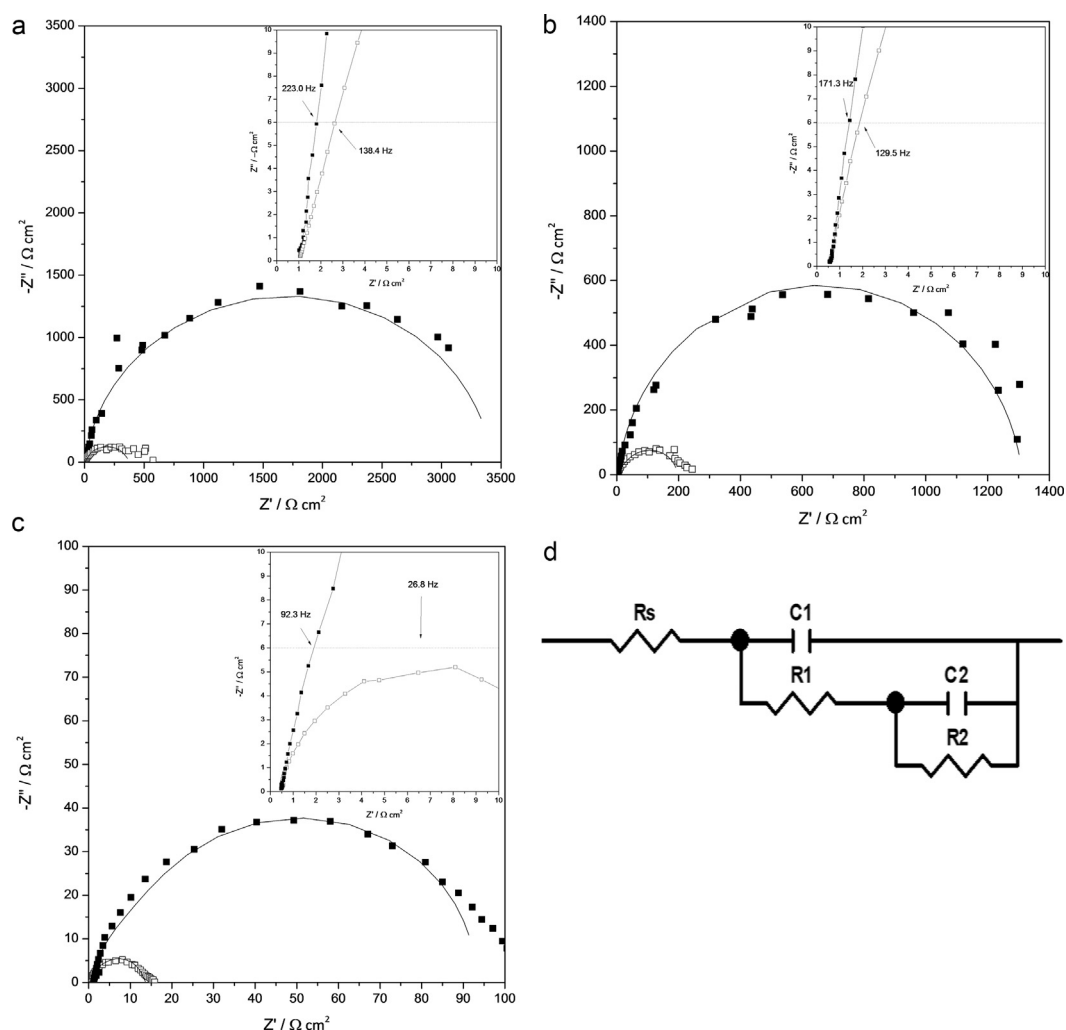 a
3500
3000
2500
2000
1500
1000
500
0
-Z" / Ω cm²
0 500 1000 1500 2000 2500 3000 3500
Z' / Ω cm²
10
9
8
7
6
5
4
3
2
1
0
Z'' / -Ω cm²
223.0 Hz
138.4 Hz
0 1 2 3 4 5 6 7 8 9 10
Z' / Ω cm²
b
1400
1200
1000
800
600
400
200
0
-Z" / Ω cm²
0 200 400 600 800 1000 1200 1400
Z' / Ω cm²
10
9
8
7
6
5
4
3
2
1
0
-Z'' / Ω cm²
171.3 Hz
129.5 Hz
0 1 2 3 4 5 6 7 8 9 10
Z' / Ω cm²
c
100
90
80
70
60
50
40
30
20
10
0
-Z" / Ω cm²
0 10 20 30 40 50 60 70 80 90 100
Z' / Ω cm²
10
9
8
7
6
5
4
3
2
1
0
-Z'' / Ω cm²
92.3 Hz
26.8 Hz
0 1 2 3 4 5 6 7 8 9 10
Z' / Ω cm²
d
Rs
C1
R1
C2
R2